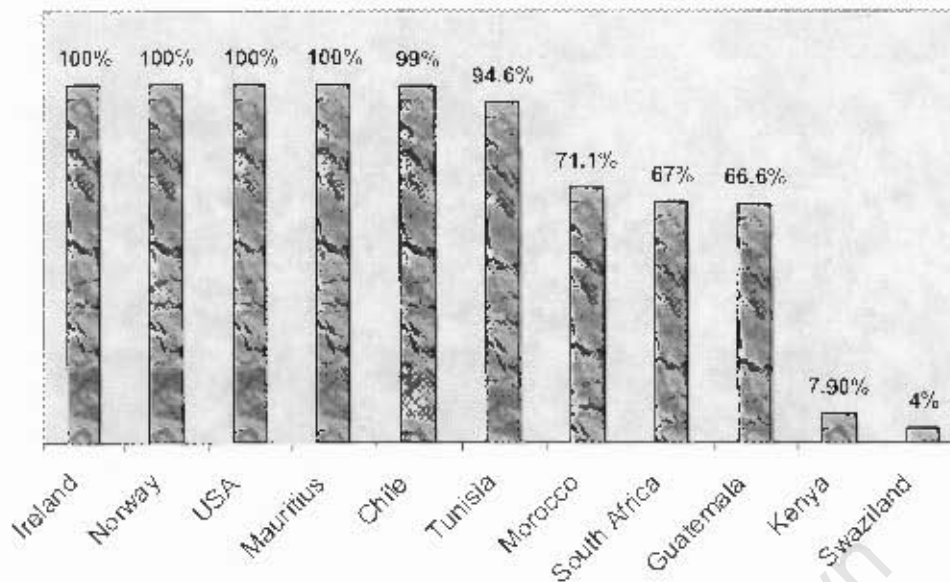 100% 100% 100% 100% 99% 94.6% 71.1% 67% 66.6% 7.90% 4%
Ireland Norway USA Mauritius Chile Tunisia Morocco South Africa Guatemala Kenya Swaziland